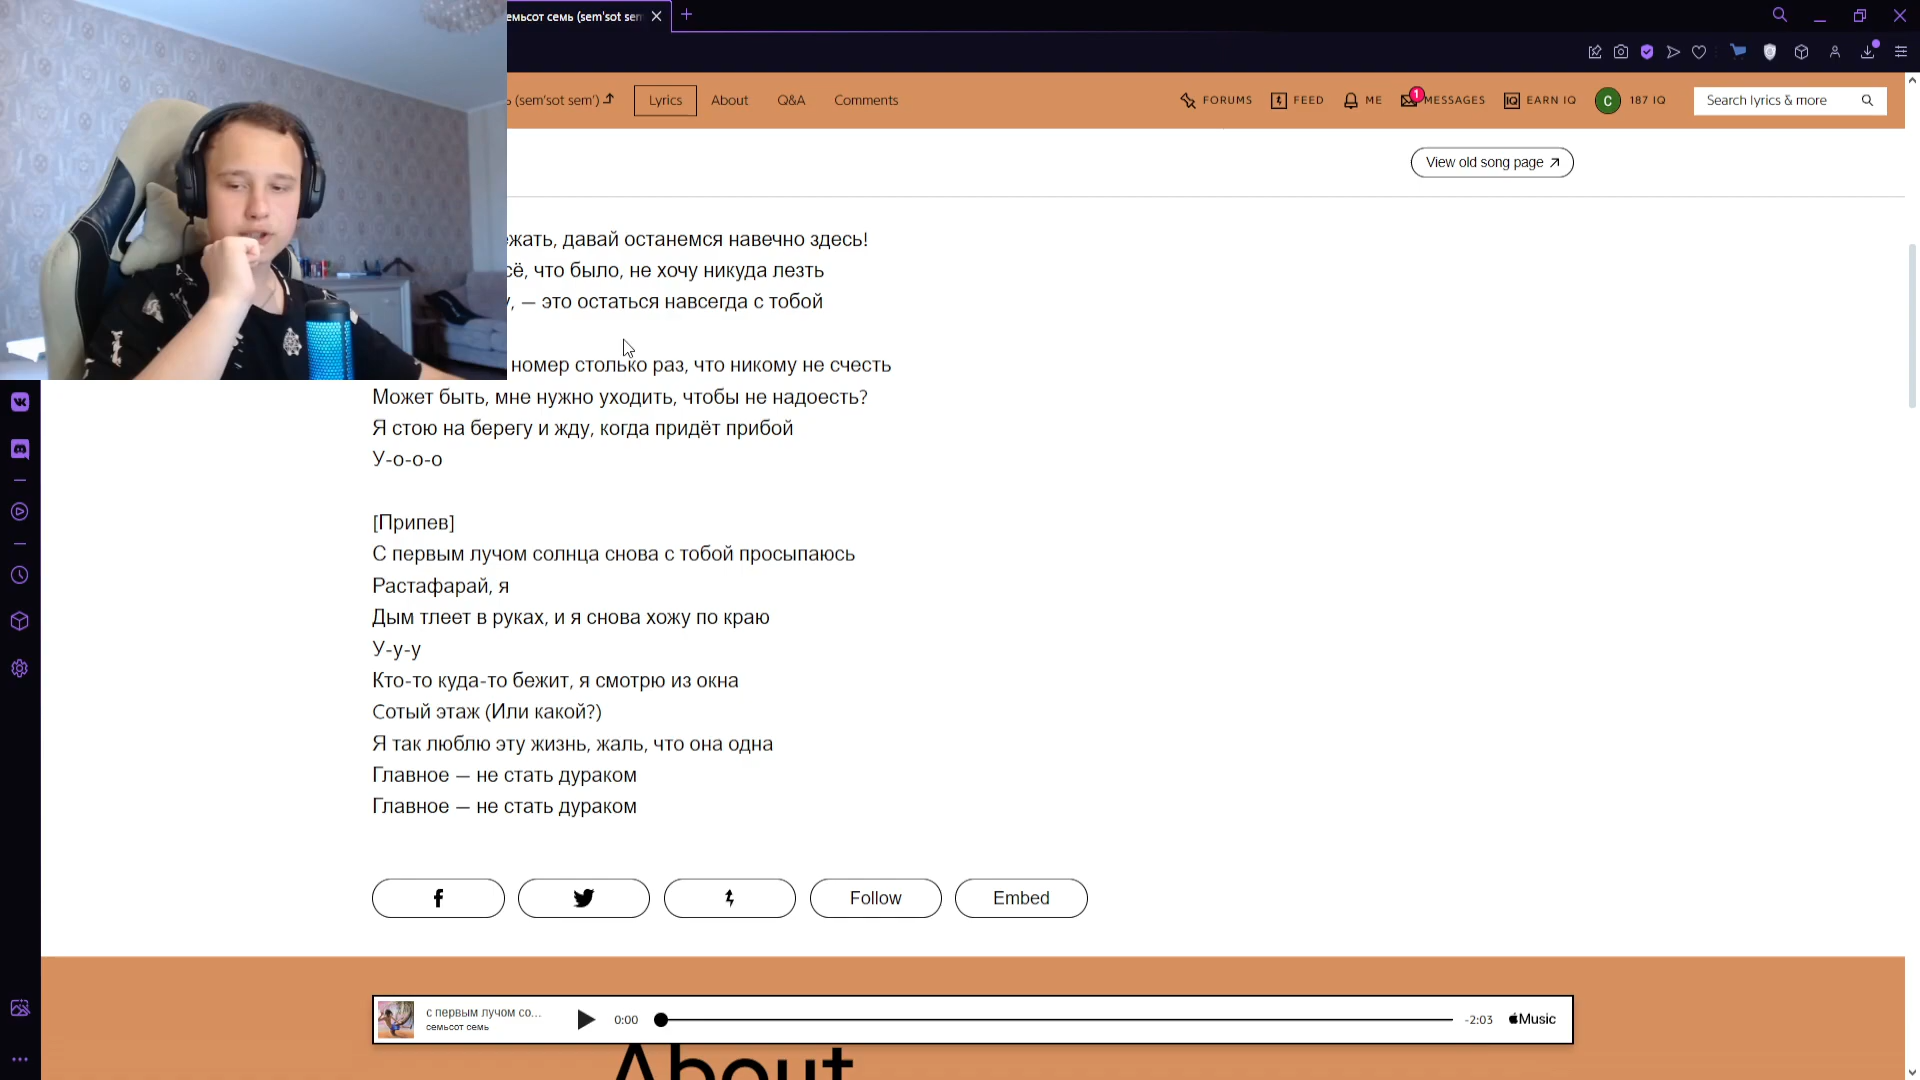 семьсот семь (sem'sot sem
(sem'sot sem')
Lyrics
About
Q&A
Comments
FORUMS
FEED
ME
1
MESSAGES
EARN IQ
C
187 IQ
Search lyrics & more
View old song page
ежать, давай останемся навечно здесь!
сё, что было, не хочу никуда лезть
у, — это остаться навсегда с тобой
номер столько раз, что никому не счесть
Может быть, мне нужно уходить, чтобы не надоесть?
Я стою на берегу и жду, когда придёт прибой
У-о-о-о
[Припев]
С первым лучом солнца снова с тобой просыпаюсь
Растафарай, я
Дым тлеет в руках, и я снова хожу по краю
У-у-у
Кто-то куда-то бежит, я смотрю из окна
Сотый этаж (Или какой?)
Я так люблю эту жизнь, жаль, что она одна
Главное — не стать дураком
Главное — не стать дураком
Follow
Embed
с первым лучом со...
семьсот семь
0:00
-2:03
Music
About